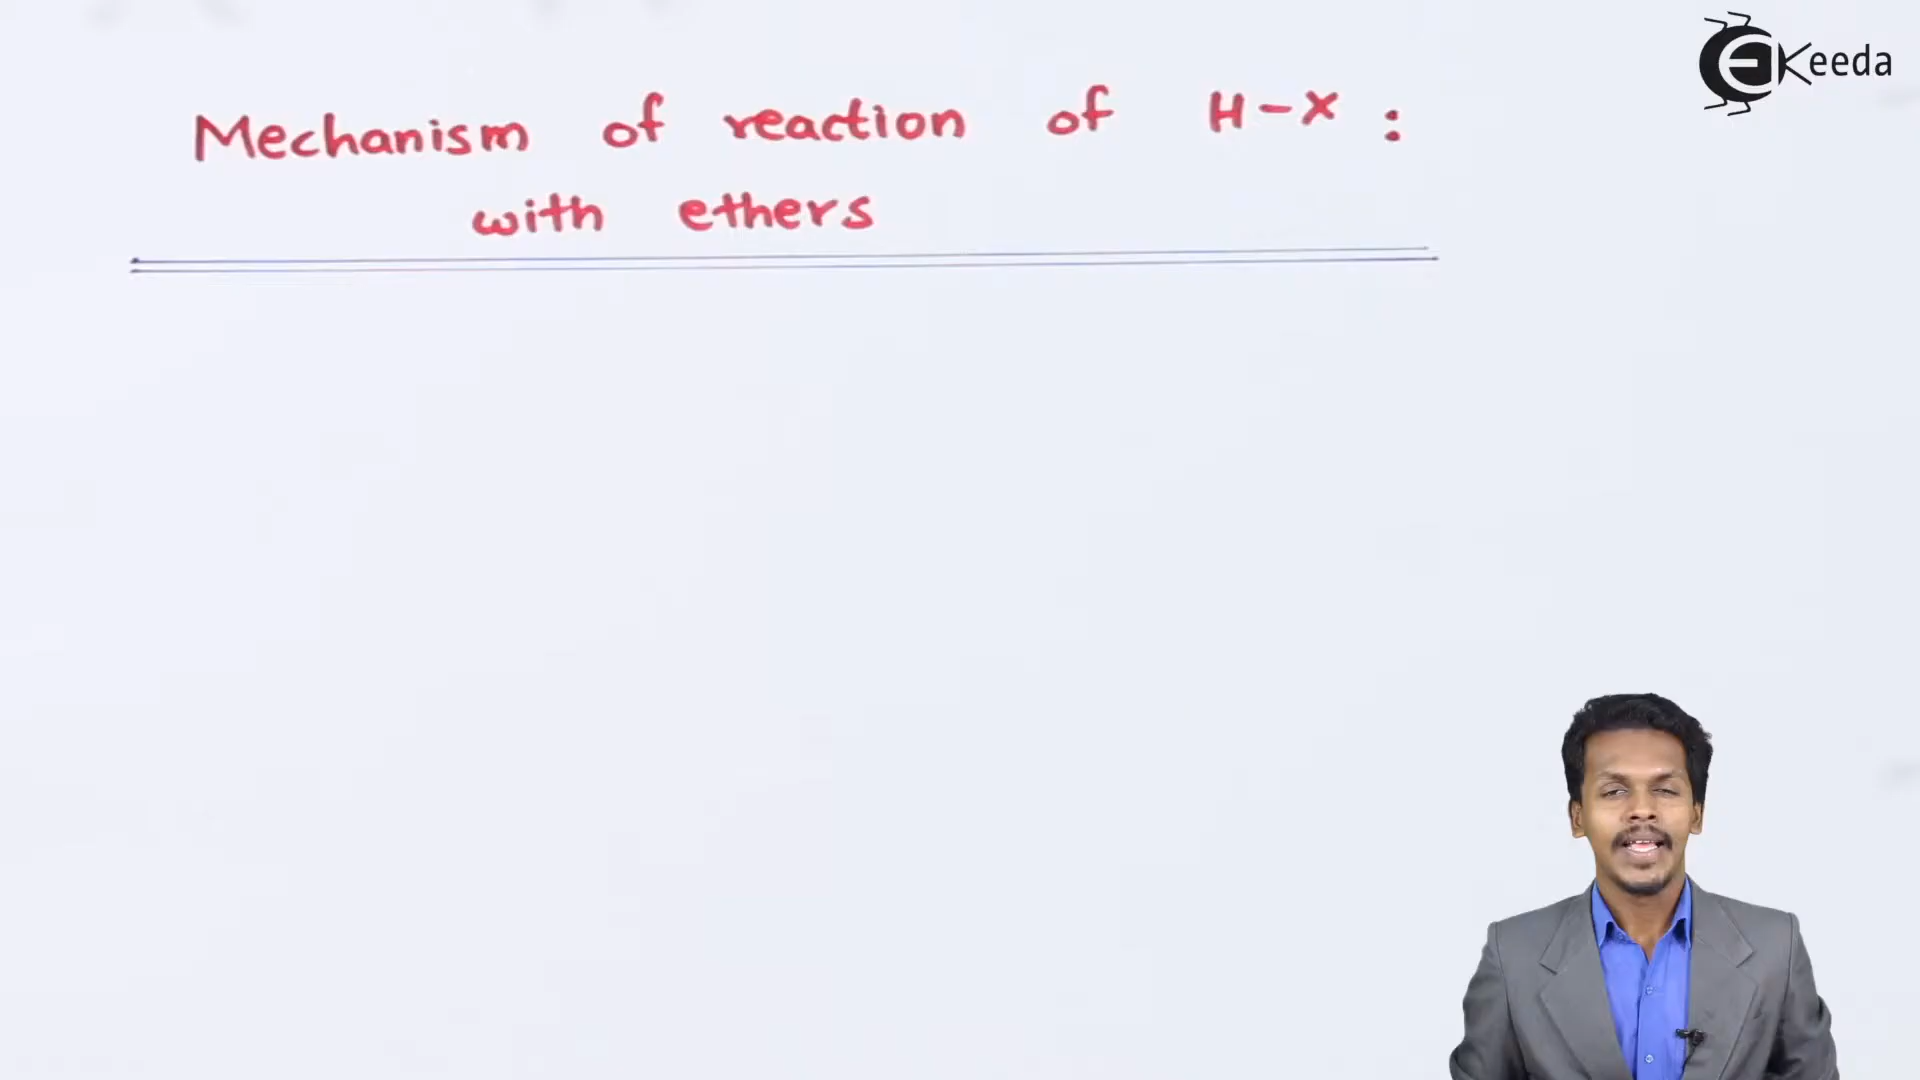 Mechanism of reaction of H-X :
with ethers
EKeeda